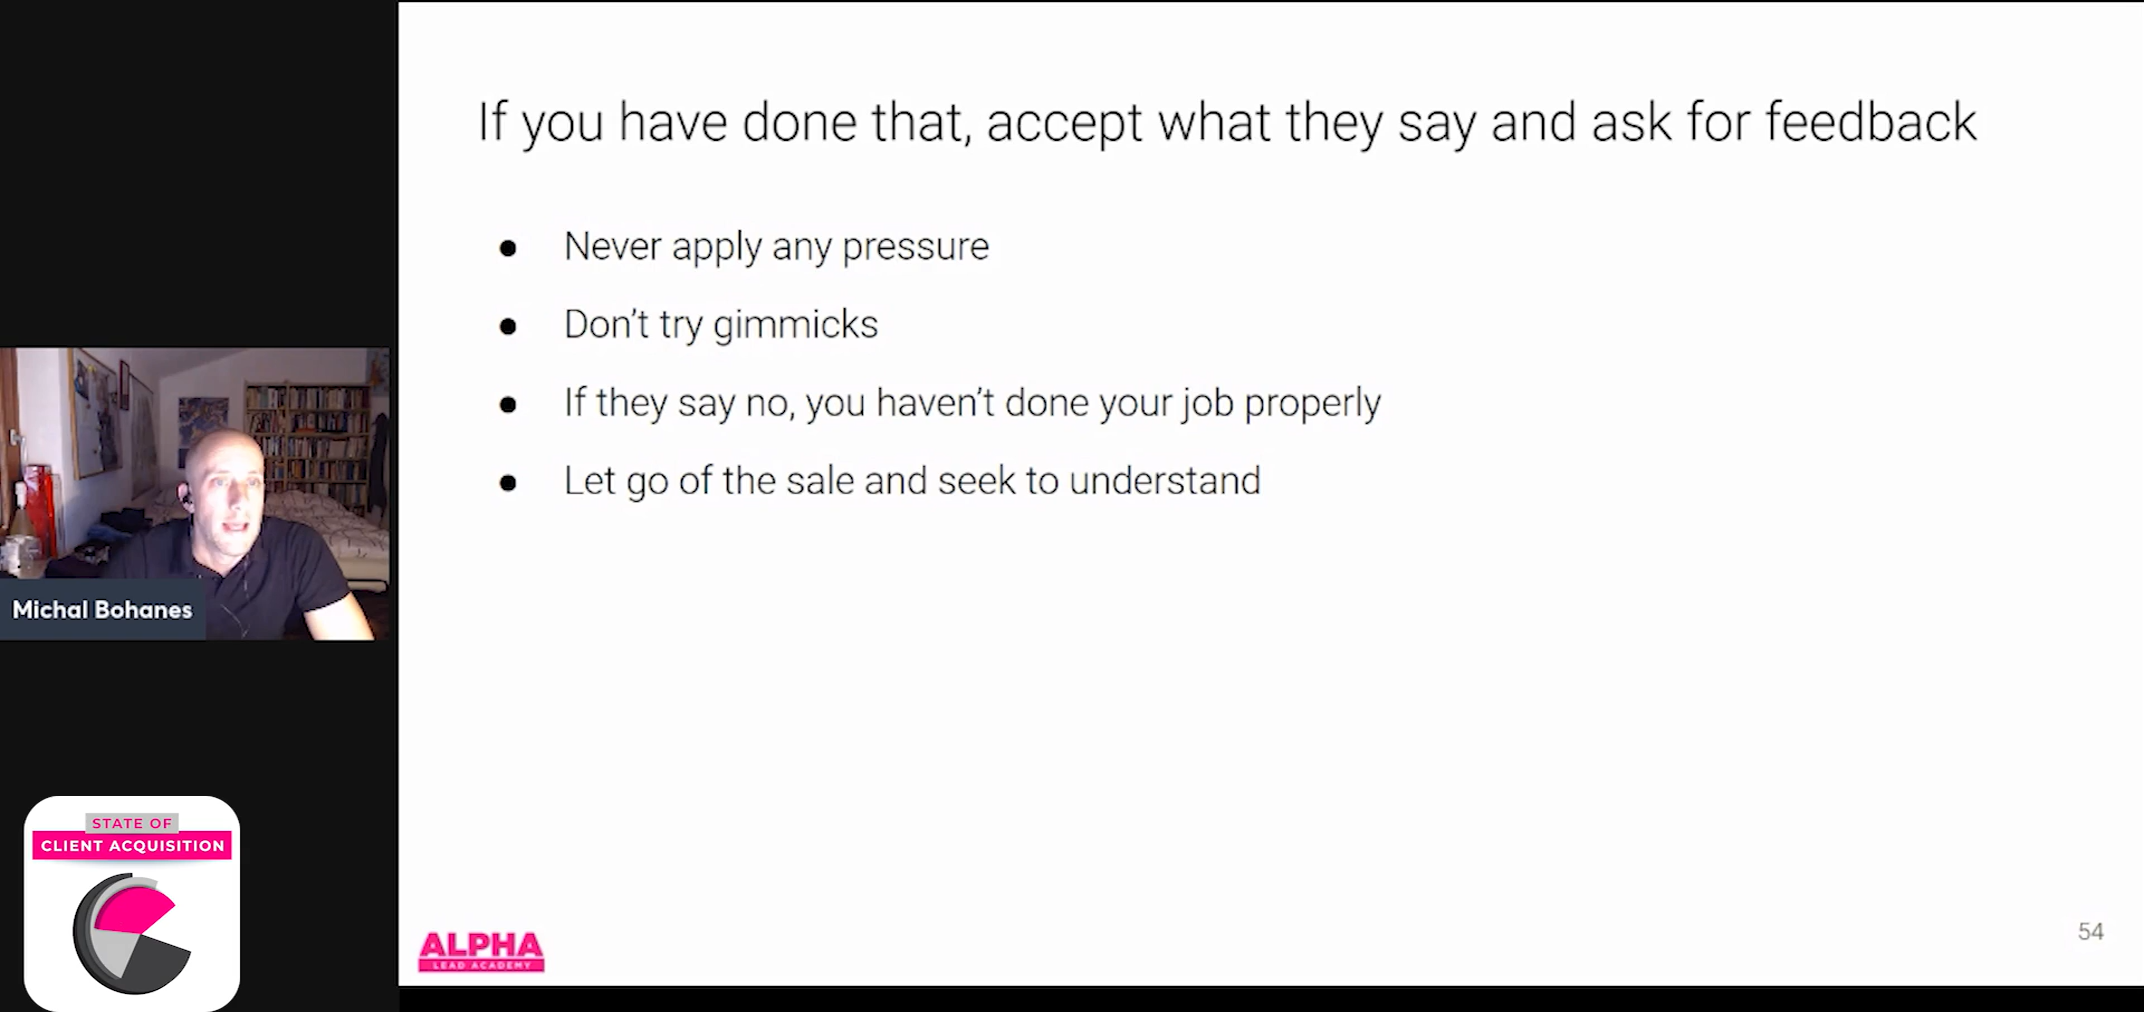 If you have done that, accept what they say and ask for feedback
● Never apply any pressure
● Don’t try gimmicks
● If they say no, you haven’t done your job properly
● Let go of the sale and seek to understand
Michal Bohanes
STATE OF
CLIENT ACQUISITION
ALPHA
LEAD ACADEMY
54